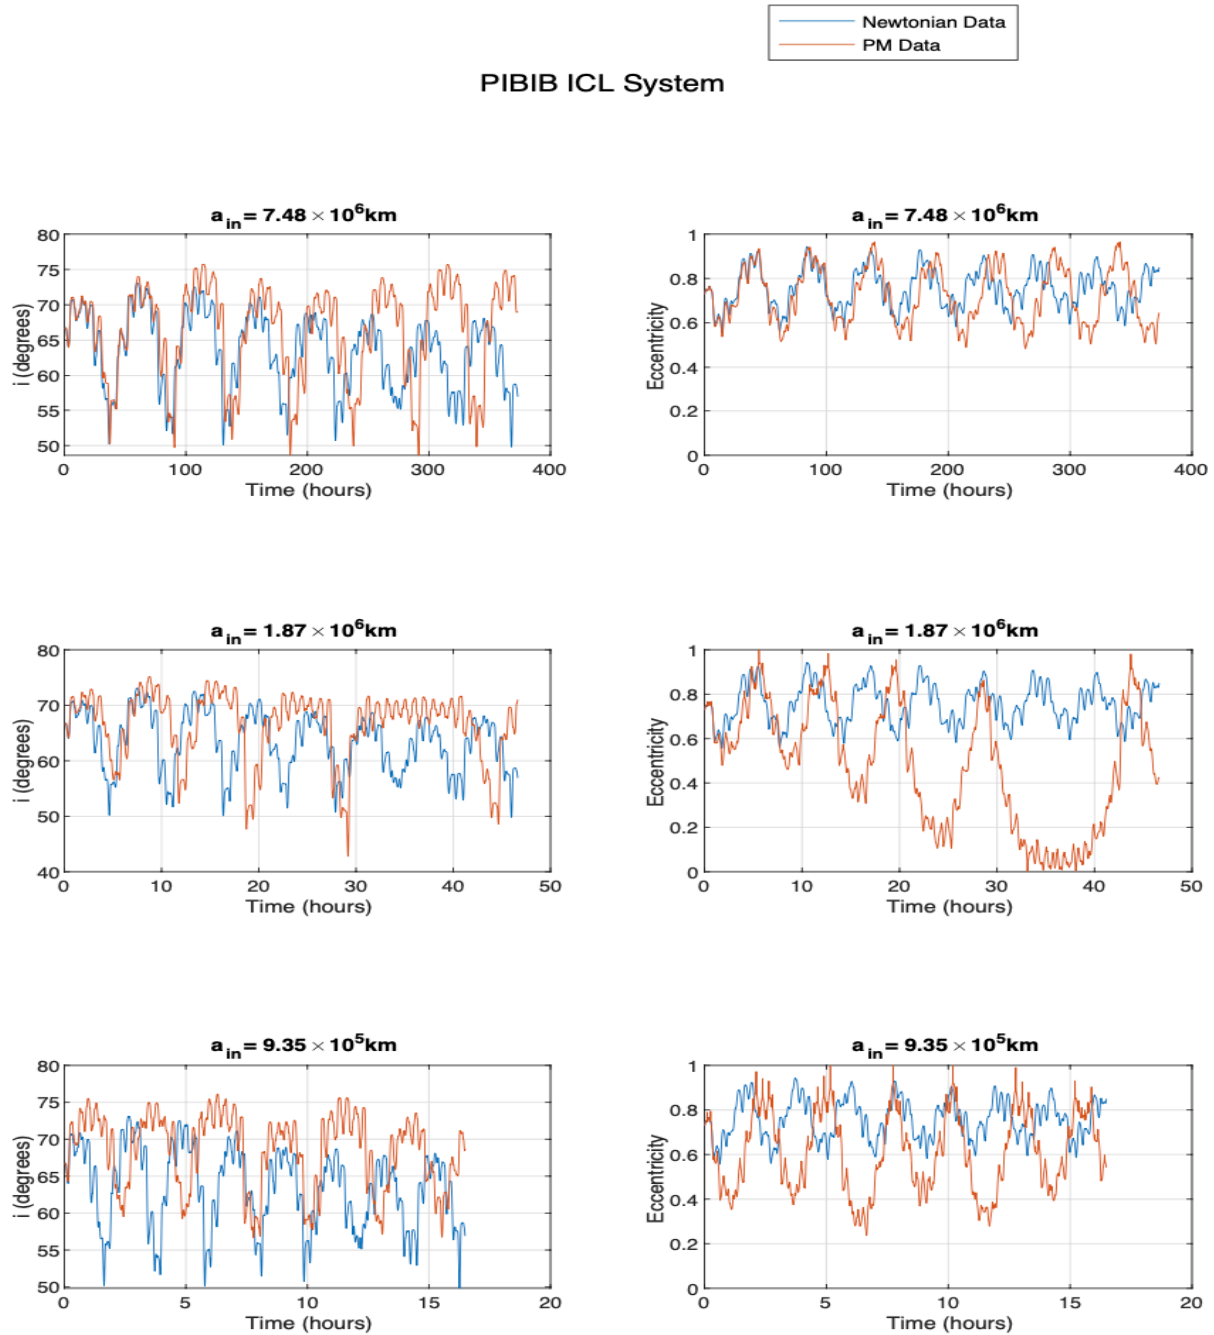 Newtonian Data
PM Data
PIBIB ICL System
a_in = 7.48 × 10^6 km
80
75
70
65
60
55
50
i (degrees)
0 100 200 300 400
Time (hours)
a_in = 7.48 × 10^6 km
1
0.8
0.6
0.4
0.2
0
Eccentricity
0 100 200 300 400
Time (hours)
a_in = 1.87 × 10^6 km
80
70
60
50
40
i (degrees)
0 10 20 30 40 50
Time (hours)
a_in = 1.87 × 10^6 km
1
0.8
0.6
0.4
0.2
0
Eccentricity
0 10 20 30 40 50
Time (hours)
a_in = 9.35 × 10^5 km
80
75
70
65
60
55
50
i (degrees)
0 5 10 15 20
Time (hours)
a_in = 9.35 × 10^5 km
1
0.8
0.6
0.4
0.2
0
Eccentricity
0 5 10 15 20
Time (hours)